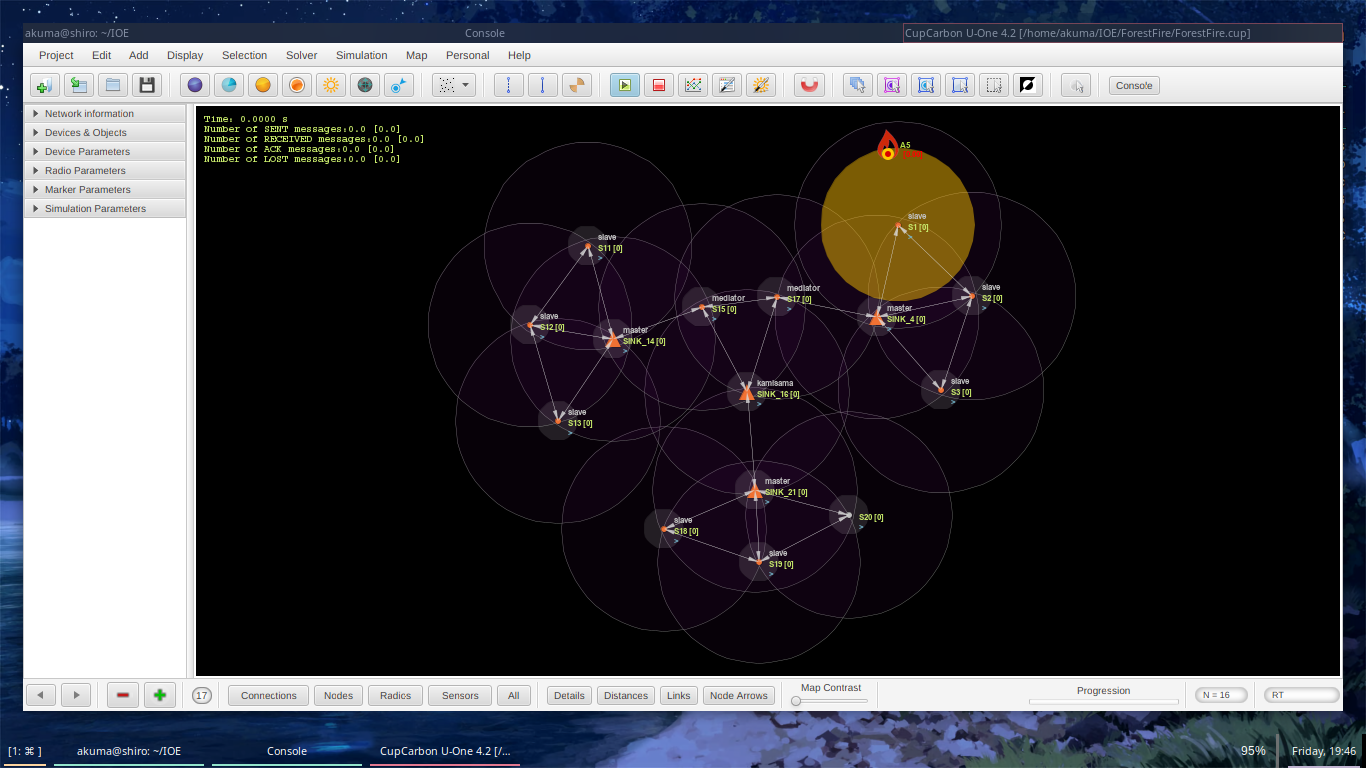 akuma@shiro: ~/IOE
Console
CupCarbon U-One 4.2 [/home/akuma/IOE/ForestFire/ForestFire.cup]
Project Edit Add Display Selection Solver Simulation Map Personal Help
Console
Network information
Devices & Objects
Device Parameters
Radio Parameters
Marker Parameters
Simulation Parameters
Time: 0.0000 s
Number of SENT messages:0.0 [0.0]
Number of RECEIVED messages:0.0 [0.0]
Number of ACK messages:0.0 [0.0]
Number of LOST messages:0.0 [0.0]
A5
slave
S1 [0]
slave
S11 [0]
slave
S2 [0]
mediator
S17 [0]
mediator
S15 [0]
master
SINK_4 [0]
slave
S12 [0]
master
SINK_14 [0]
kamisama
SINK_16 [0]
slave
S3 [0]
slave
S13 [0]
master
SINK_21 [0]
S20 [0]
slave
S18 [0]
slave
S19 [0]
17
Connections
Nodes
Radios
Sensors
All
Details
Distances
Links
Node Arrows
Map Contrast
Progression
N = 16
RT
[1: ⌘ ]
akuma@shiro: ~/IOE
Console
CupCarbon U-One 4.2 [/...
95%
Friday, 19:46